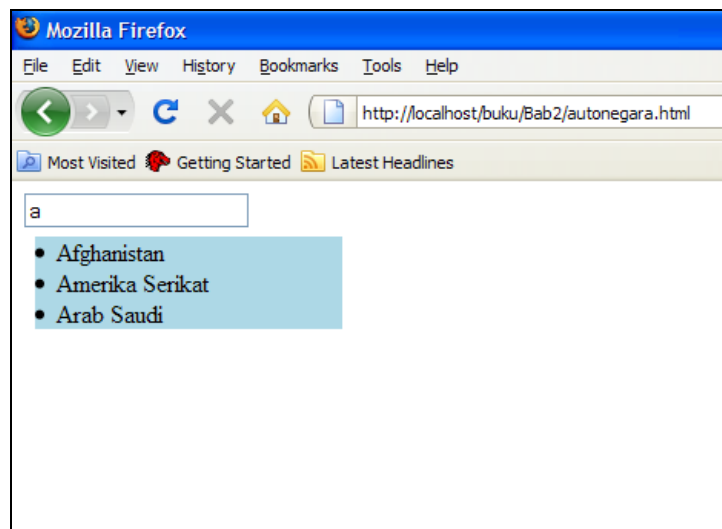 Mozilla Firefox
File Edit View History Bookmarks Tools Help
http://localhost/buku/Bab2/autonegara.html
Most Visited Getting Started Latest Headlines
a
• Afghanistan
• Amerika Serikat
• Arab Saudi